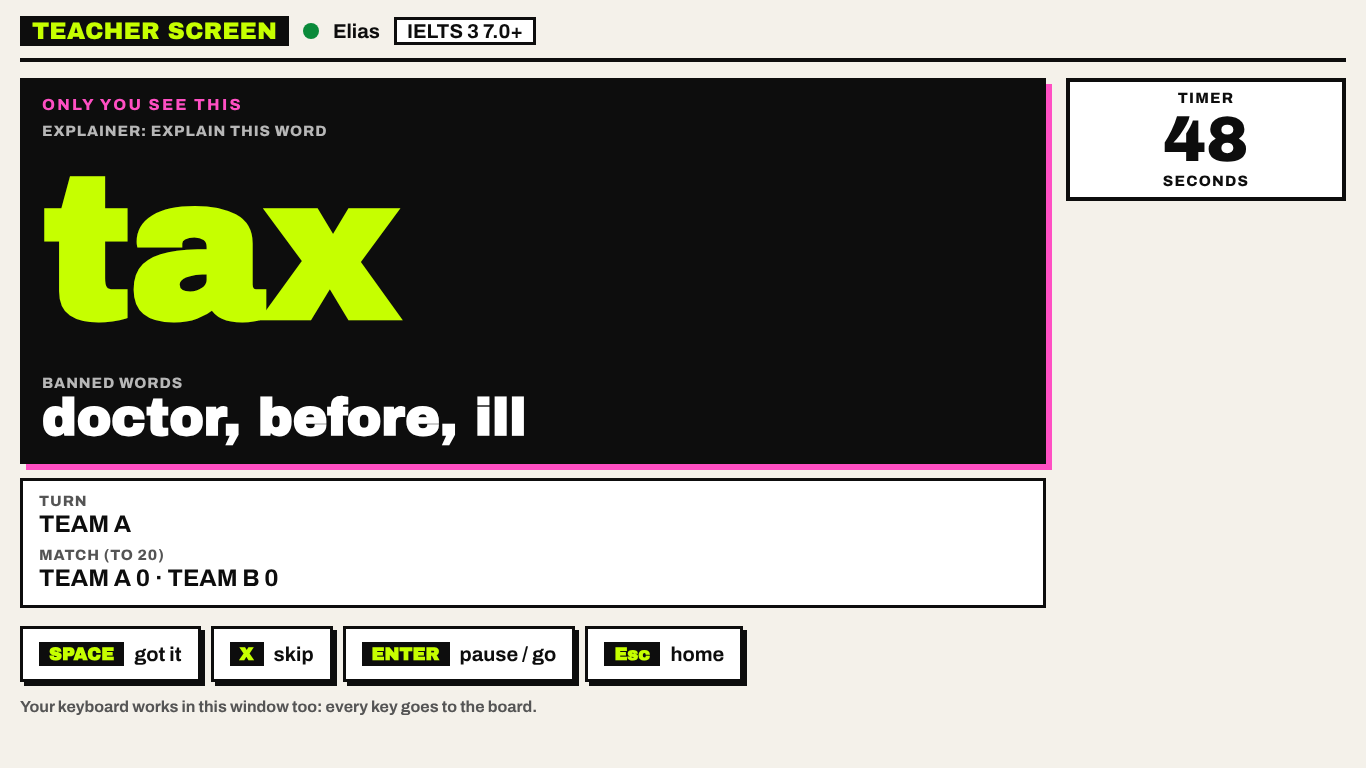 TEACHER SCREEN Elias IELTS 3 7.0+
ONLY YOU SEE THIS
EXPLAINER: EXPLAIN THIS WORD
tax
BANNED WORDS
doctor, before, ill
TIMER
48
SECONDS
TURN
TEAM A
MATCH (TO 20)
TEAM A 0 · TEAM B 0
SPACE got it X skip ENTER pause / go Esc home
Your keyboard works in this window too: every key goes to the board.